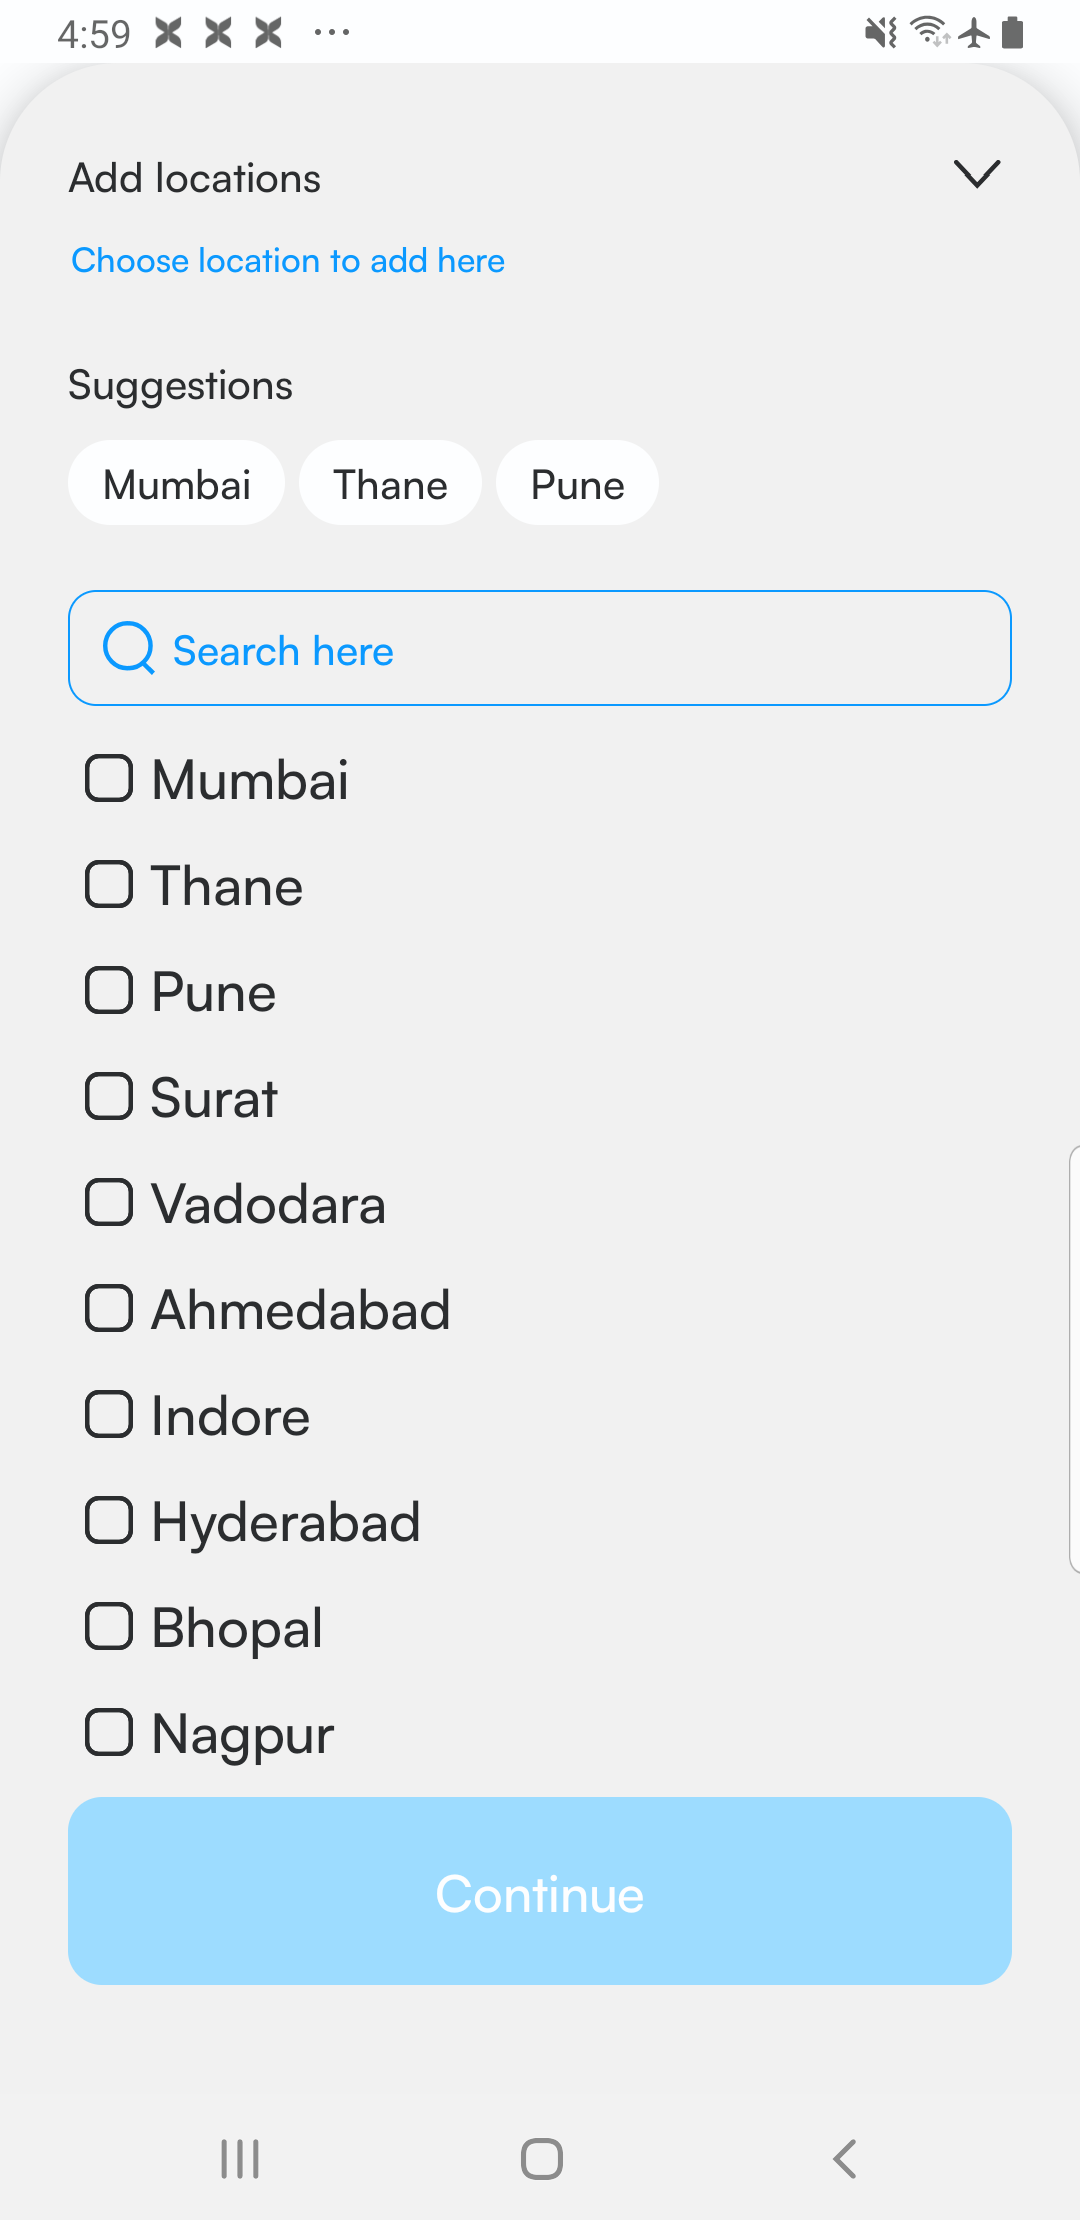 4:59
Add locations
Choose location to add here
Suggestions
Mumbai Thane Pune
Search here
Mumbai
Thane
Pune
Surat
Vadodara
Ahmedabad
Indore
Hyderabad
Bhopal
Nagpur
Continue